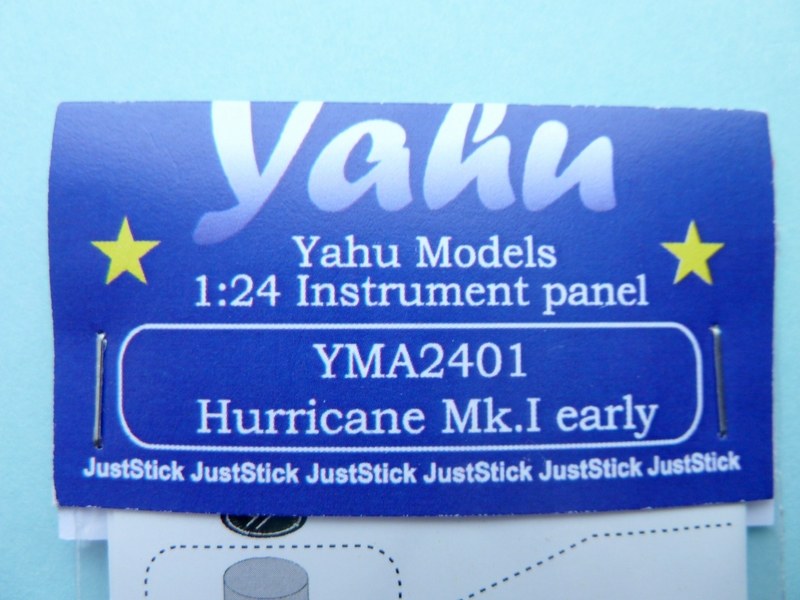 Yahu
Yahu Models
1:24 Instrument panel
YMA2401
Hurricane Mk.I early
JustStick JustStick JustStick JustStick JustStick JustStick